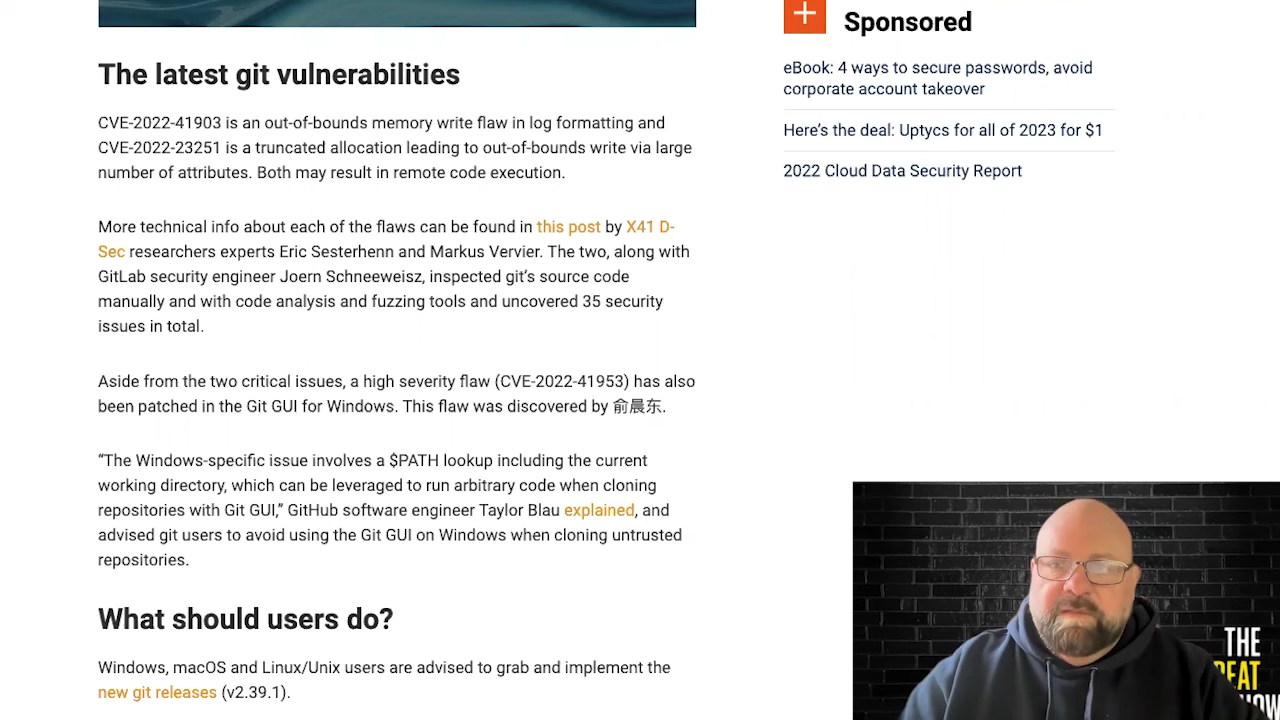 The latest git vulnerabilities
CVE-2022-41903 is an out-of-bounds memory write flaw in log formatting and
CVE-2022-23251 is a truncated allocation leading to out-of-bounds write via large
number of attributes. Both may result in remote code execution.
More technical info about each of the flaws can be found in this post by X41 D-
Sec researchers experts Eric Sesterhenn and Markus Vervier. The two, along with
GitLab security engineer Joern Schneeweisz, inspected git’s source code
manually and with code analysis and fuzzing tools and uncovered 35 security
issues in total.
Aside from the two critical issues, a high severity flaw (CVE-2022-41953) has also
been patched in the Git GUI for Windows. This flaw was discovered by 俞晨东.
“The Windows-specific issue involves a $PATH lookup including the current
working directory, which can be leveraged to run arbitrary code when cloning
repositories with Git GUI,” GitHub software engineer Taylor Blau explained, and
advised git users to avoid using the Git GUI on Windows when cloning untrusted
repositories.
What should users do?
Windows, macOS and Linux/Unix users are advised to grab and implement the
new git releases (v2.39.1).
Sponsored
eBook: 4 ways to secure passwords, avoid
corporate account takeover
Here’s the deal: Uptycs for all of 2023 for $1
2022 Cloud Data Security Report
THE